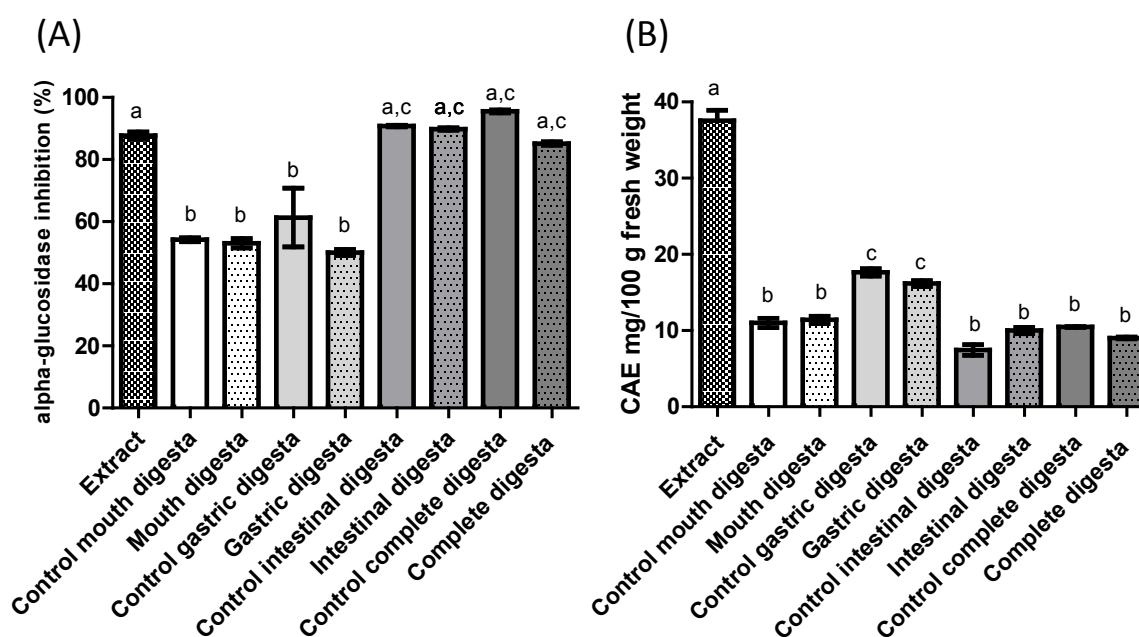 (A)
alpha-glucosidase inhibition (%)
100
80
60
40
20
0
a
b
b
b
b
a,c
a,c
a,c
a,c
Extract
Control mouth digesta
Mouth digesta
Control gastric digesta
Gastric digesta
Control intestinal digesta
Intestinal digesta
Control complete digesta
Complete digesta
(B)
CAE mg/100 g fresh weight
40
30
20
10
0
a
b
b
c
c
b
b
b
b
Extract
Control mouth digesta
Mouth digesta
Control gastric digesta
Gastric digesta
Control intestinal digesta
Intestinal digesta
Control complete digesta
Complete digesta